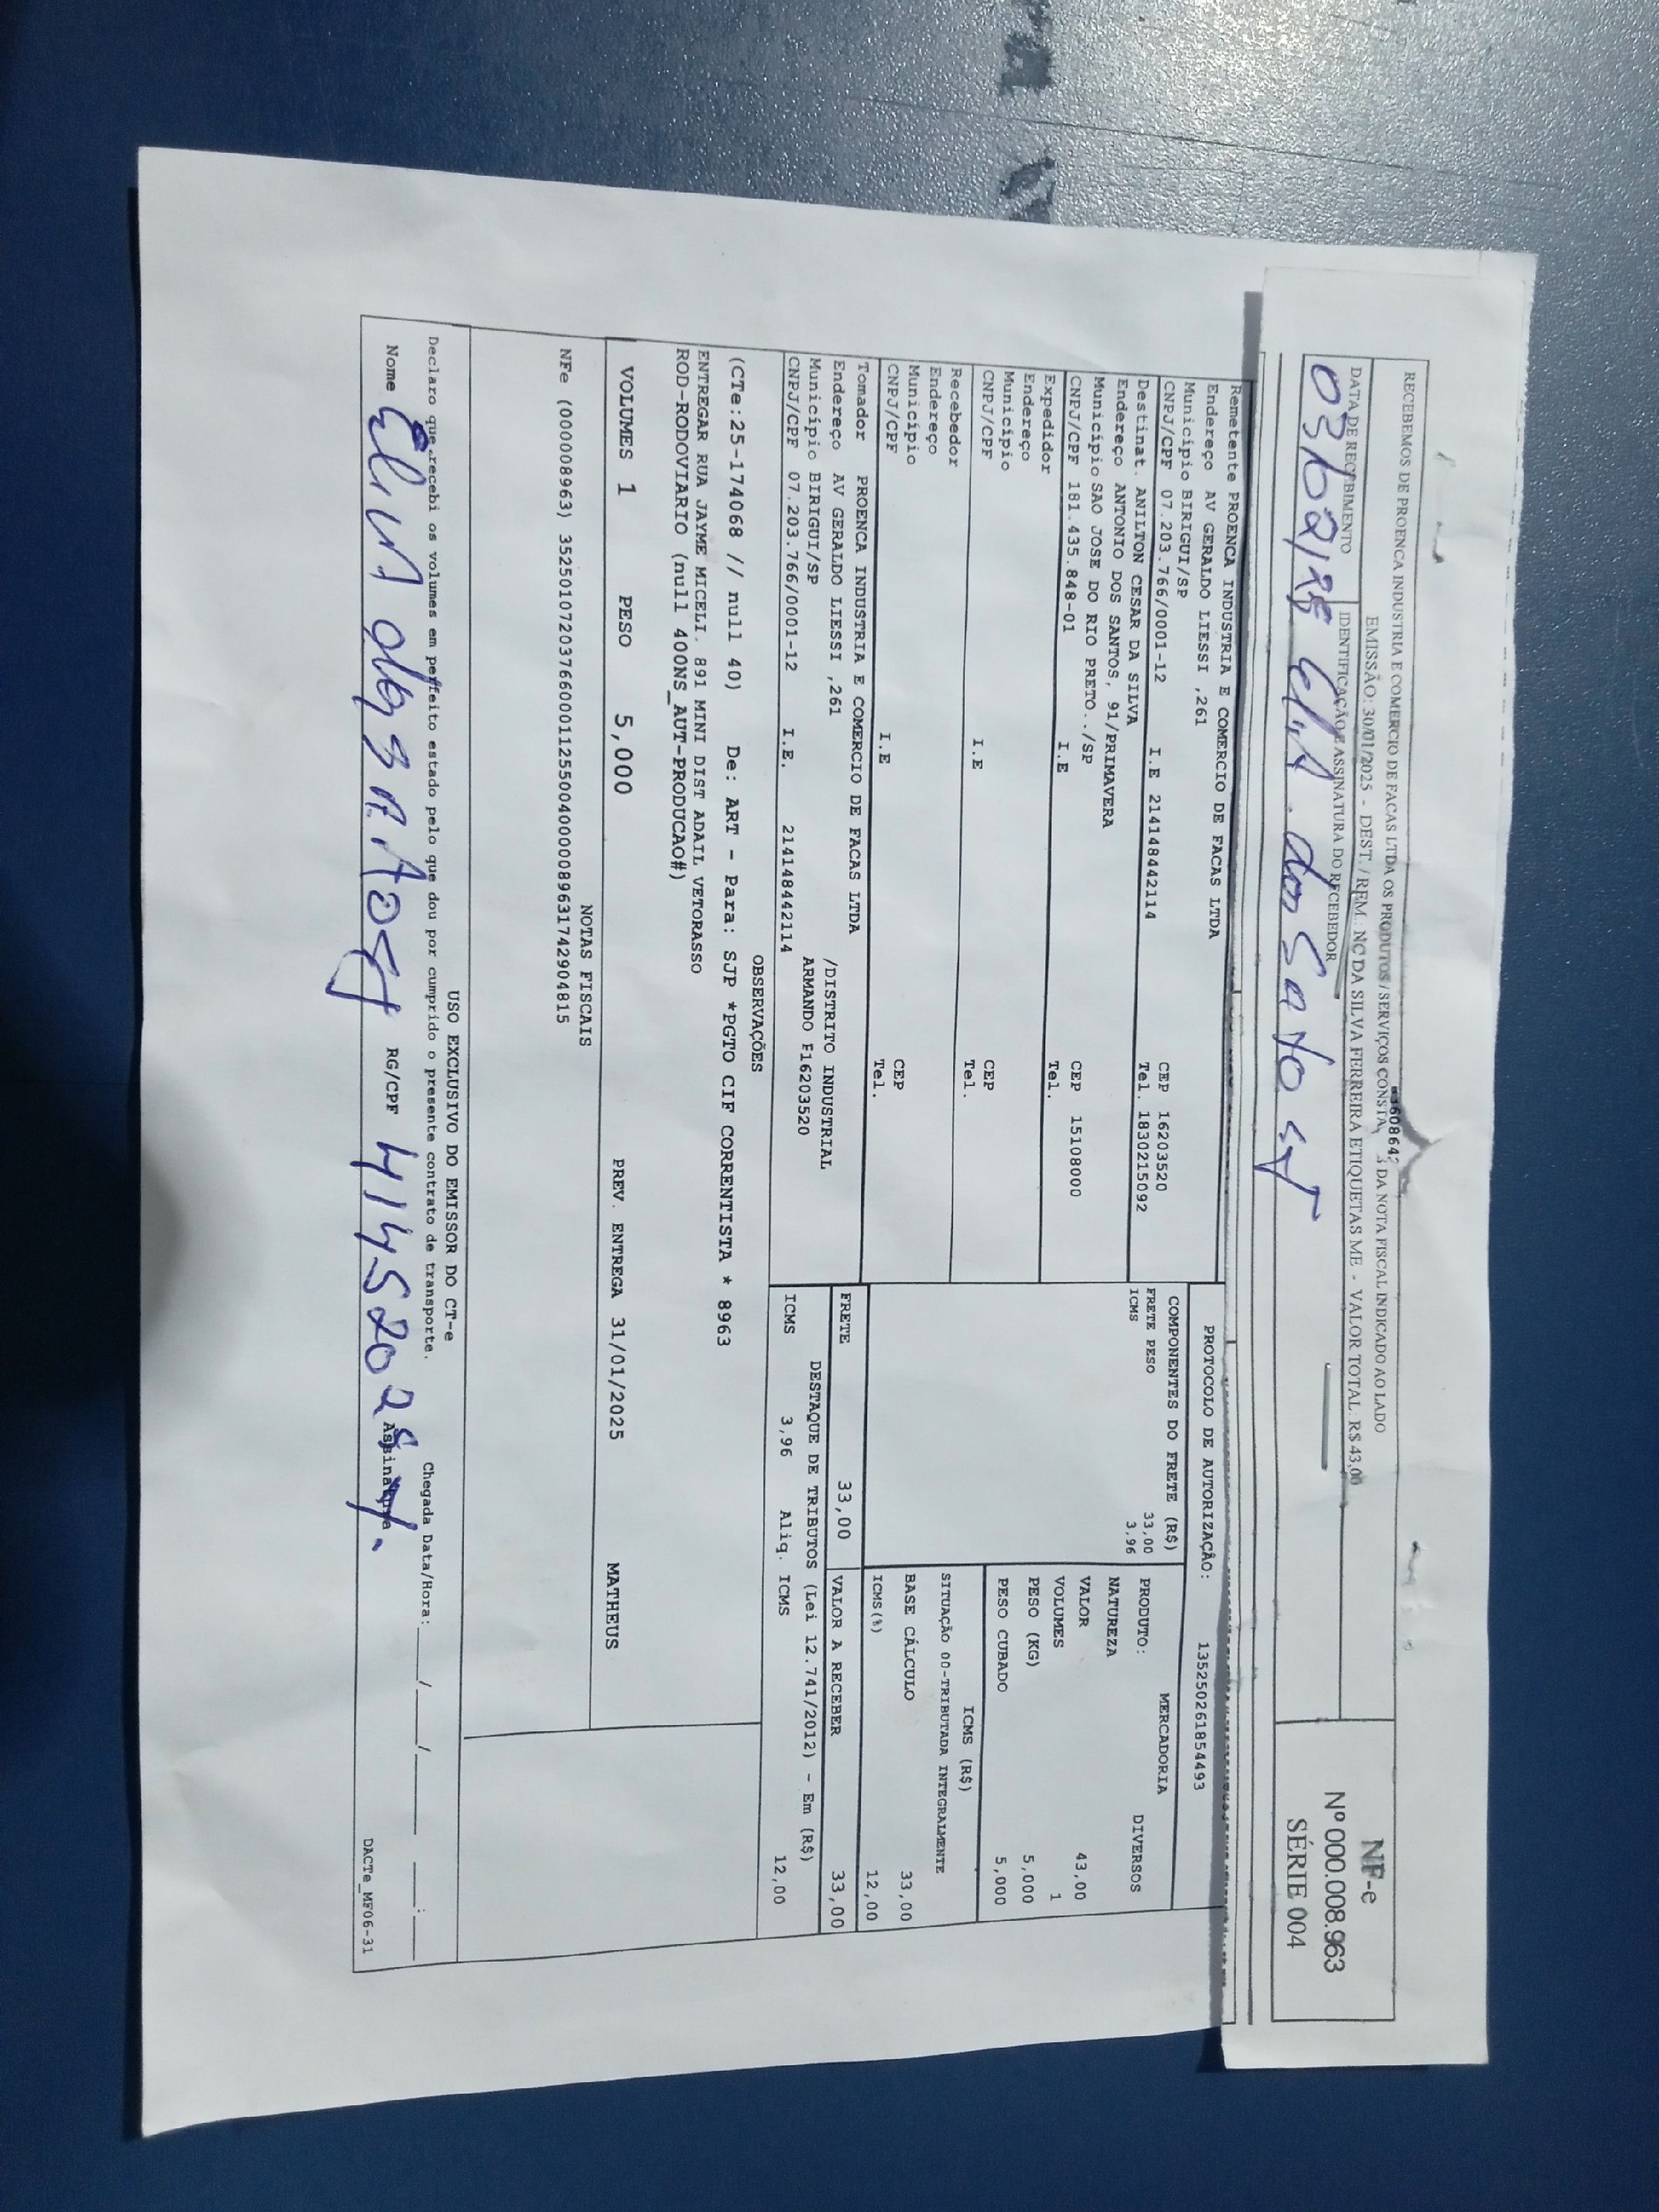 RECEBEMOS DE PROENCA INDUSTRIA E COMERCIO DE FACAS LTDA OS PRODUTOS / SERVIÇOS CONSTA DA NOTA FISCAL INDICADO AO LADO
EMISSÃO: 30/01/2025 - DEST. / REM.: NC DA SILVA FERREIRA ETIQUETAS ME - VALOR TOTAL: R$ 43,00
DATA DE RECEBIMENTO
IDENTIFICAÇÃO E ASSINATURA DO RECEBEDOR
03/02/25
NF-e
Nº 000.008.963
SÉRIE 004
Remetente PROENCA INDUSTRIA E COMERCIO DE FACAS LTDA
Endereço AV GERALDO LIESSI ,261
Município BIRIGUI/SP CEP 16203520
CNPJ/CPF 07.203.766/0001-12 I.E 214148442114 Tel. 1830215092
Destinat. ANILTON CESAR DA SILVA
Endereço ANTONIO DOS SANTOS, 91/PRIMAVERA
Município SAO JOSE DO RIO PRETO../SP CEP 15108000
CNPJ/CPF 181.435.848-01 I.E Tel.
Expedidor
Endereço
Município CEP
CNPJ/CPF I.E Tel.
Recebedor
Endereço
Município CEP
CNPJ/CPF I.E Tel.
Tomador PROENCA INDUSTRIA E COMERCIO DE FACAS LTDA
Endereço AV GERALDO LIESSI ,261 /DISTRITO INDUSTRIAL
Município BIRIGUI/SP ARMANDO F16203520
CNPJ/CPF 07.203.766/0001-12 I.E. 214148442114
PROTOCOLO DE AUTORIZAÇÃO: 135250261854493
COMPONENTES DO FRETE (R$)
FRETE PESO 33,00
ICMS 3,96
MERCADORIA
PRODUTO: DIVERSOS
NATUREZA
VALOR 43,00
VOLUMES 1
PESO (KG) 5,000
PESO CUBADO 5,000
ICMS (R$)
SITUAÇÃO 00-TRIBUTADA INTEGRALMENTE
BASE CÁLCULO 33,00
ICMS(%) 12,00
FRETE 33,00 VALOR A RECEBER 33,00
DESTAQUE DE TRIBUTOS (Lei 12.741/2012) - Em (R$)
ICMS 3,96 Aliq. ICMS 12,00
OBSERVAÇÕES
(CTe:25-174068 // null 40) De: ART - Para: SJP *PGTO CIF CORRENTISTA * 8963
ENTREGAR RUA JAYME MICELI, 891 MINI DIST ADAIL VETORASSO
ROD-RODOVIARIO (null 400NS_AUT-PRODUCAO#)
VOLUMES 1 PESO 5,000 PREV. ENTREGA 31/01/2025 MATHEUS
NOTAS FISCAIS
NFe (000008963) 35250107203766000112550040000089631742904815
USO EXCLUSIVO DO EMISSOR DO CT-e
Declaro que recebi os volumes em perfeito estado pelo que dou por cumprido o presente contrato de transporte. Chegada Data/Hora: ___/___/____ ___:___
Nome RG/CPF Assinatura
DACTe_MF06-31